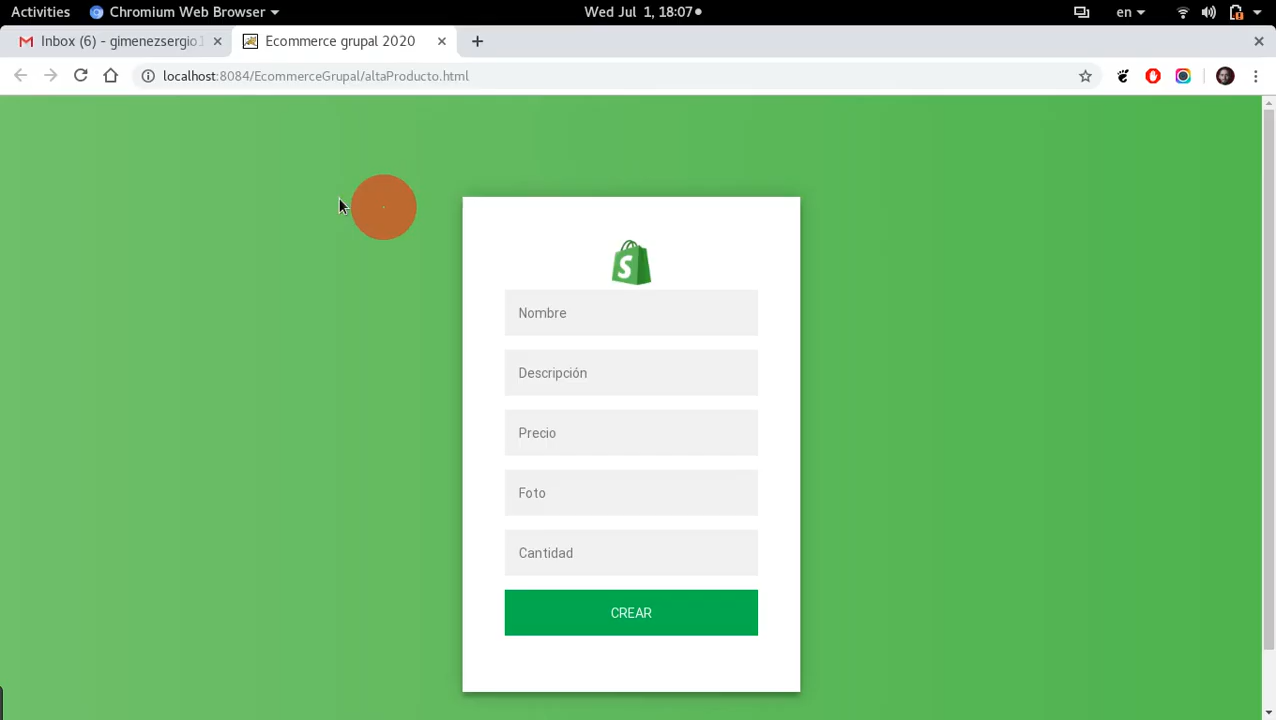 Activities Chromium Web Browser Wed Jul 1, 18:07 en
Inbox (6) - gimenezsergio1 Ecommerce grupal 2020
localhost:8084/EcommerceGrupal/altaProducto.html
S
Nombre
Descripción
Precio
Foto
Cantidad
CREAR